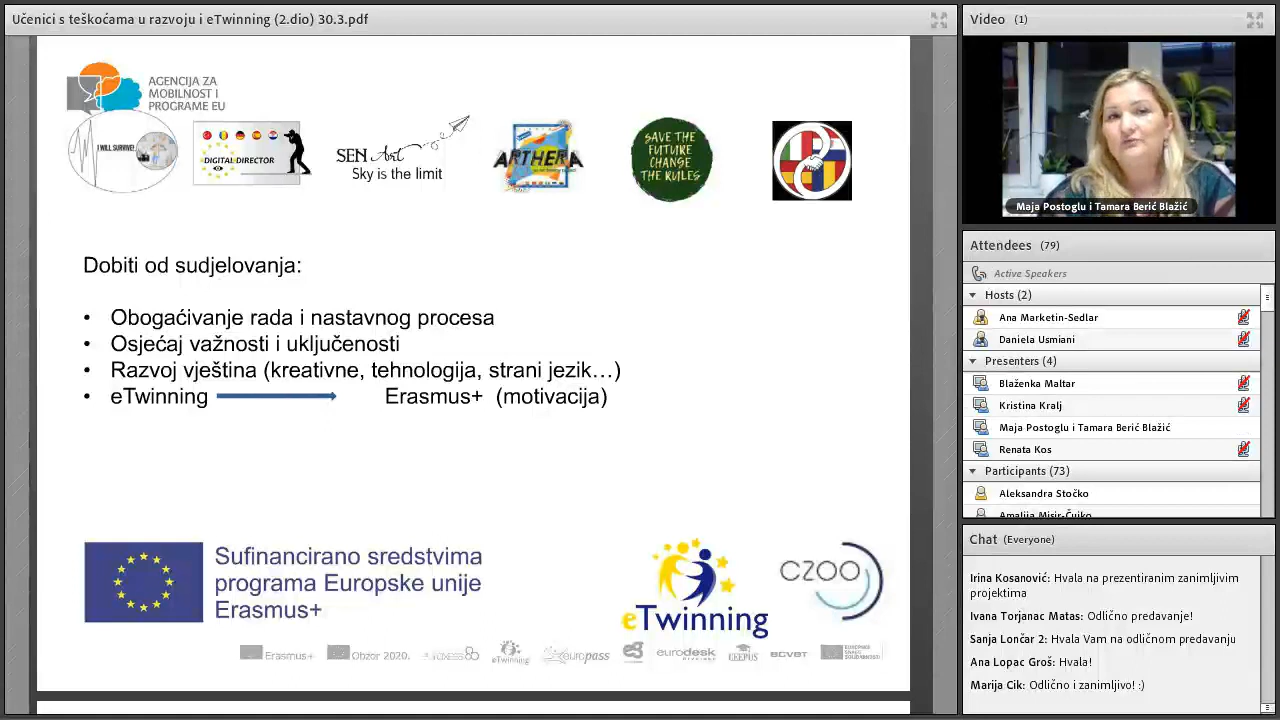 Učenici s teškoćama u razvoju i eTwinning (2.dio) 30.3.pdf
AGENCIJA ZA
MOBILNOST I
PROGRAME EU
I WILL SURVIVE!
DIGITAL DIRECTOR
SEN Art
Sky is the limit
ARTHERA
SAVE THE
FUTURE
CHANGE
THE RULES
Dobiti od sudjelovanja:
• Obogaćivanje rada i nastavnog procesa
• Osjećaj važnosti i uključenosti
• Razvoj vještina (kreativne, tehnologija, strani jezik…)
• eTwinning Erasmus+ (motivacija)
Sufinancirano sredstvima
programa Europske unije
Erasmus+
eTwinning
CZOO
Erasmus+
Obzor 2020.
eTwinning
europass
eurodesk
CEEPUS
Video (1)
Maja Postoglu i Tamara Berić Blažić
Attendees (79)
Active Speakers
Hosts (2)
Ana Marketin-Sedlar
Daniela Usmiani
Presenters (4)
Blaženka Maltar
Kristina Kralj
Maja Postoglu i Tamara Berić Blažić
Renata Kos
Participants (73)
Aleksandra Stočko
Chat (Everyone)
Irina Kosanović: Hvala na prezentiranim zanimljivim
projektima
Ivana Torjanac Matas: Odlično predavanje!
Sanja Lončar 2: Hvala Vam na odličnom predavanju
Ana Lopac Groš: Hvala!
Marija Cik: Odlično i zanimljivo! :)